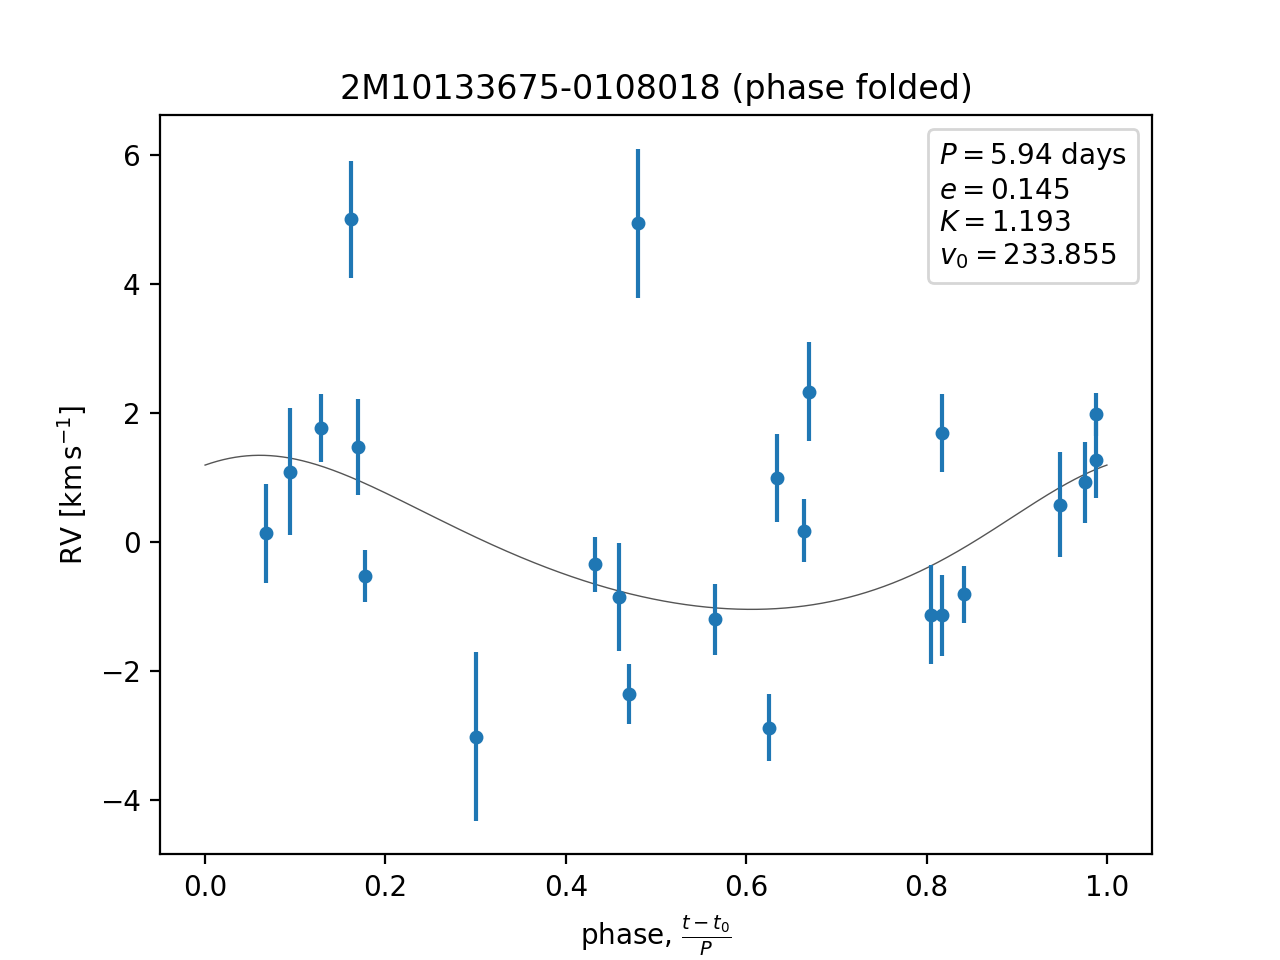 2M10133675-0108018 (phase folded)
P = 5.94 days
e = 0.145
K = 1.193
v₀ = 233.855
RV [km s⁻¹]
6
4
2
0
−2
−4
0.0 0.2 0.4 0.6 0.8 1.0
phase, (t − t₀)/P